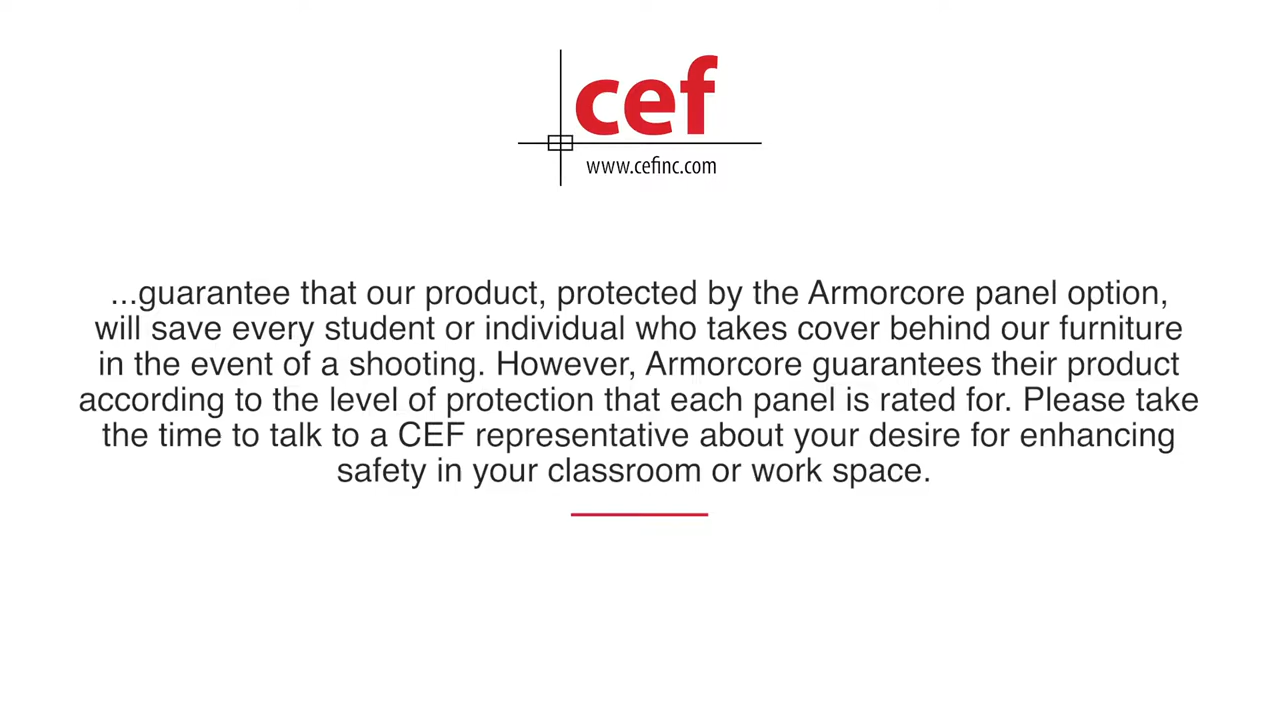 cef
www.cefinc.com
...guarantee that our product, protected by the Armorcore panel option,
will save every student or individual who takes cover behind our furniture
in the event of a shooting. However, Armorcore guarantees their product
according to the level of protection that each panel is rated for. Please take
the time to talk to a CEF representative about your desire for enhancing
safety in your classroom or work space.